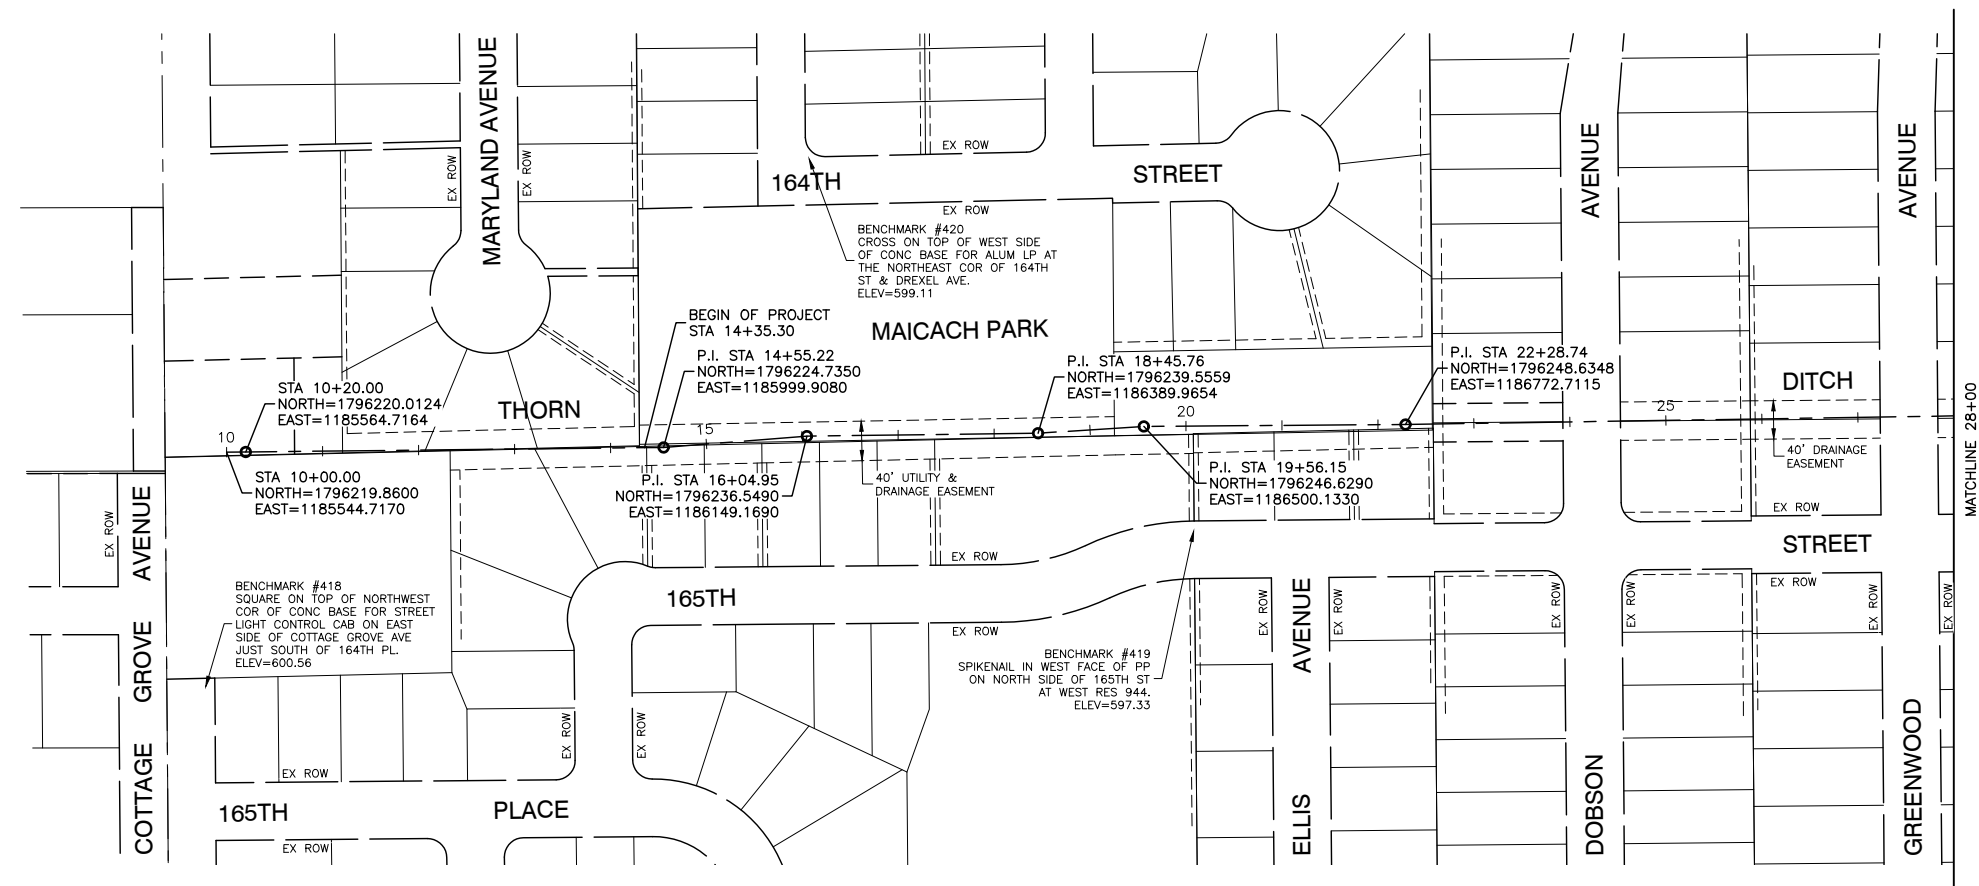 MARYLAND AVENUE
EX ROW
EX ROW
EX ROW
164TH
STREET
EX ROW
AVENUE
AVENUE
BENCHMARK #420
CROSS ON TOP OF WEST SIDE
OF CONC BASE FOR ALUM LP AT
THE NORTHEAST COR OF 164TH
ST & DREXEL AVE.
ELEV=599.11
BEGIN OF PROJECT
STA 14+35.30
MAICACH PARK
P.I. STA 14+55.22
NORTH=1796224.7350
EAST=1185999.9080
P.I. STA 18+45.76
NORTH=1796239.5559
EAST=1186389.9654
P.I. STA 22+28.74
NORTH=1796248.6348
EAST=1186772.7115
STA 10+20.00
NORTH=1796220.0124
EAST=1185564.7164
THORN
DITCH
10
15
20
25
MATCHLINE 28+00
STA 10+00.00
NORTH=1796219.8600
EAST=1185544.7170
P.I. STA 16+04.95
NORTH=1796236.5490
EAST=1186149.1690
40' UTILITY &
DRAINAGE EASEMENT
P.I. STA 19+56.15
NORTH=1796246.6290
EAST=1186500.1330
40' DRAINAGE
EASEMENT
EX ROW
EX ROW
EX ROW
STREET
EX ROW
165TH
EX ROW
BENCHMARK #418
SQUARE ON TOP OF NORTHWEST
COR OF CONC BASE FOR STREET
LIGHT CONTROL CAB ON EAST
SIDE OF COTTAGE GROVE AVE
JUST SOUTH OF 164TH PL.
ELEV=600.56
BENCHMARK #419
SPIKENAIL IN WEST FACE OF PP
ON NORTH SIDE OF 165TH ST
AT WEST RES 944.
ELEV=597.33
EX ROW
EX ROW
EX ROW
EX ROW
EX ROW
EX ROW
EX ROW
EX ROW
EX ROW
165TH
PLACE
EX ROW
COTTAGE GROVE AVENUE
ELLIS AVENUE
DOBSON
GREENWOOD